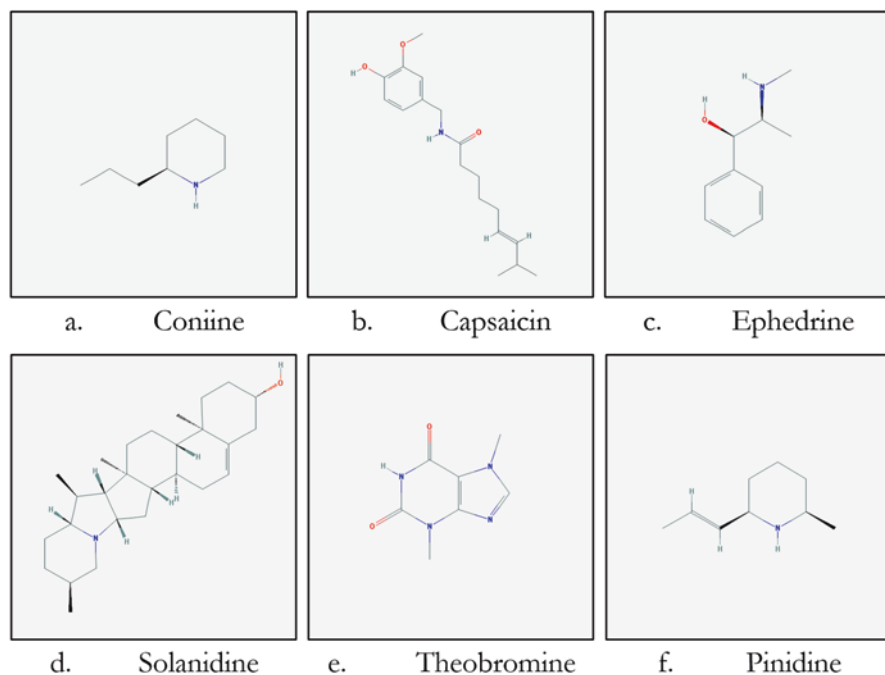 H
O
O
H
O
N
H
H
N
H
O
O
H
H
N
H
a. Coniine b. Capsaicin c. Ephedrine
H
O
H
H
H
H
H
N
H
O
H
N
N
O
N
N
H
H
N
H
d. Solanidine e. Theobromine f. Pinidine